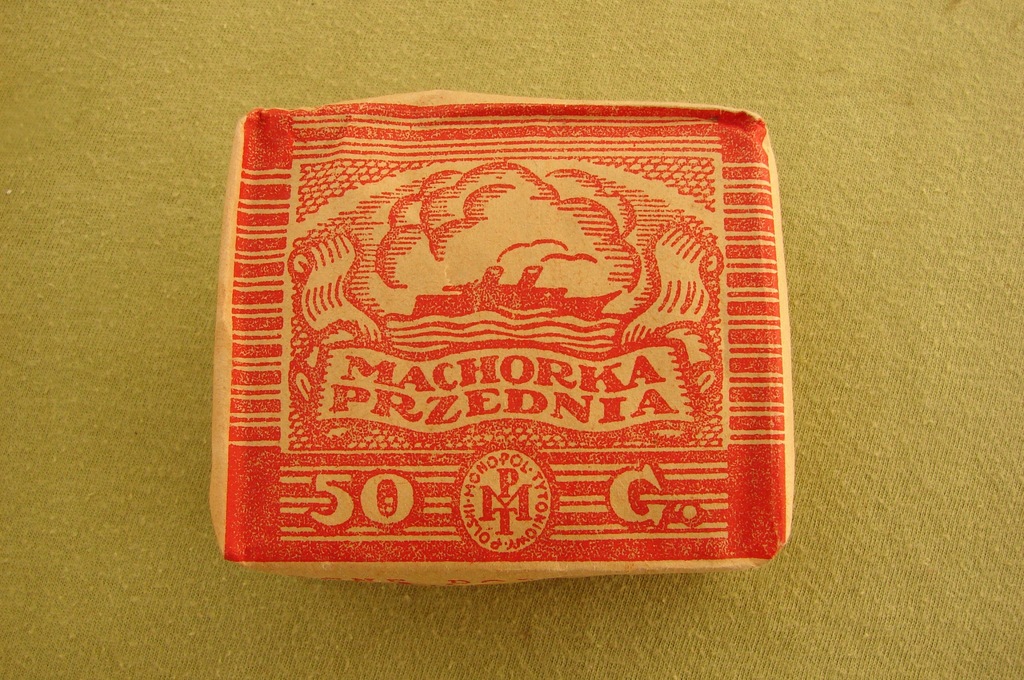 MACHORKA
PRZEDNIA
50 G.
POLSKI·MONOPOL·TYTONIOWY·
PMT